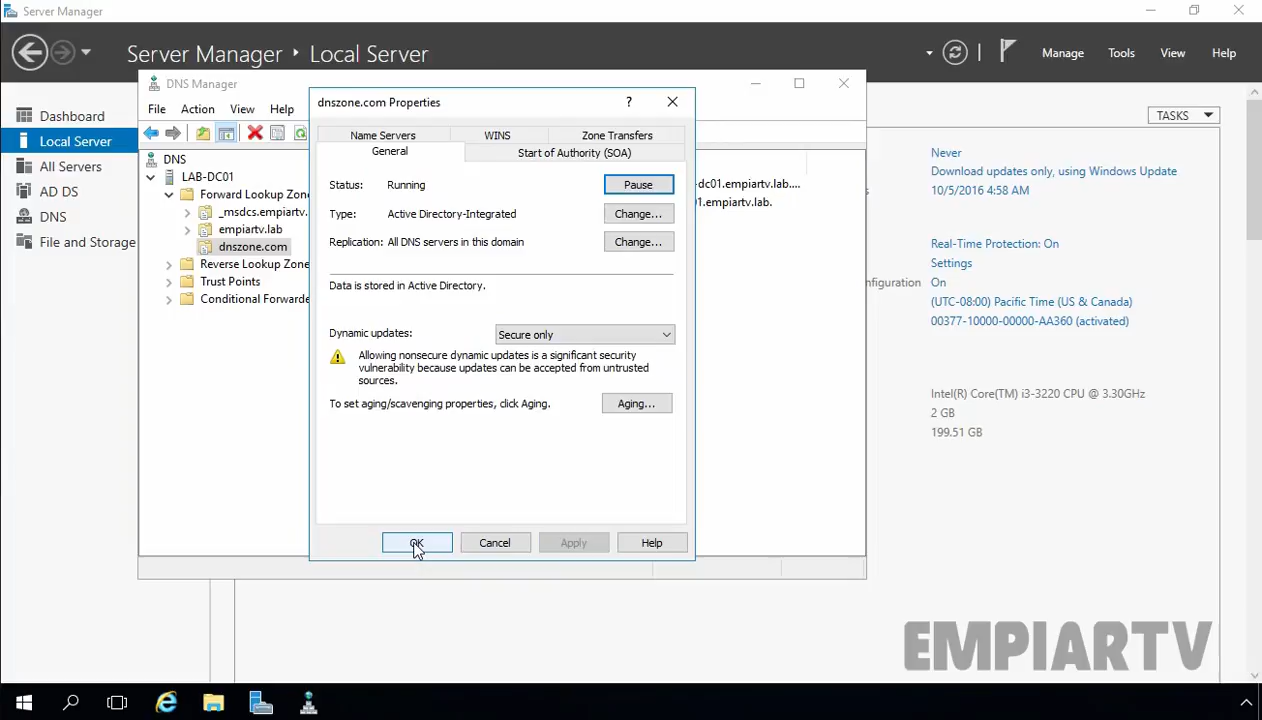 Server Manager
Server Manager ‣ Local Server
Manage Tools View Help
Dashboard
Local Server
All Servers
AD DS
DNS
File and Storage
TASKS
DNS Manager
File Action View Help
DNS
LAB-DC01
Forward Lookup Zone
_msdcs.empiartv.
empiartv.lab
dnszone.com
Reverse Lookup Zone
Trust Points
Conditional Forwarde
dnszone.com Properties
Name Servers WINS Zone Transfers
General Start of Authority (SOA)
Status: Running Pause
Type: Active Directory-Integrated Change...
Replication: All DNS servers in this domain Change...
Data is stored in Active Directory.
Dynamic updates: Secure only
Allowing nonsecure dynamic updates is a significant security
vulnerability because updates can be accepted from untrusted
sources.
To set aging/scavenging properties, click Aging. Aging...
OK Cancel Apply Help
-dc01.empiartv.lab....
01.empiartv.lab.
Never
Download updates only, using Windows Update
10/5/2016 4:58 AM
Real-Time Protection: On
Settings
nfiguration On
(UTC-08:00) Pacific Time (US & Canada)
00377-10000-00000-AA360 (activated)
Intel(R) Core(TM) i3-3220 CPU @ 3.30GHz
2 GB
199.51 GB
EMPIARTV